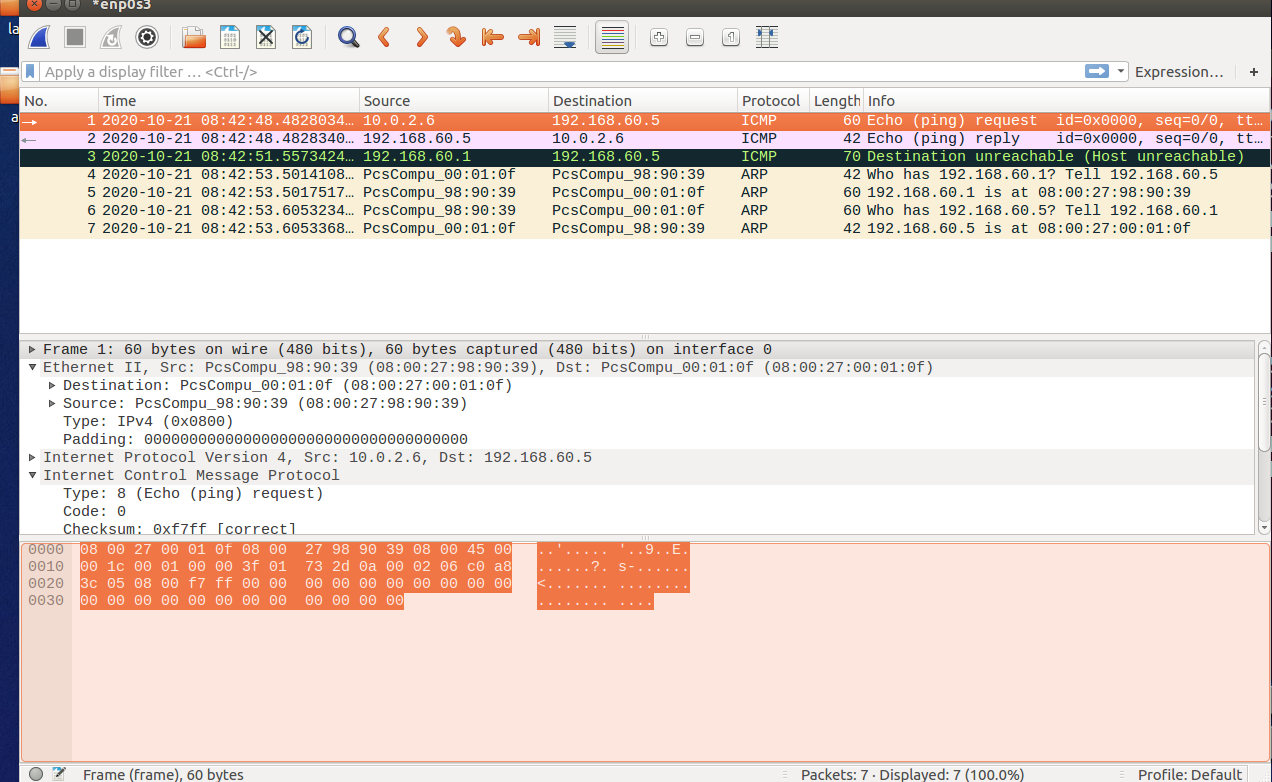 *enp0s3
la
Apply a display filter … <Ctrl-/>
Expression…
+
a
No. Time Source Destination Protocol Length Info
1 2020-10-21 08:42:48.4828034… 10.0.2.6 192.168.60.5 ICMP 60 Echo (ping) request id=0x0000, seq=0/0, tt…
2 2020-10-21 08:42:48.4828340… 192.168.60.5 10.0.2.6 ICMP 42 Echo (ping) reply id=0x0000, seq=0/0, tt…
3 2020-10-21 08:42:51.5573424… 192.168.60.1 192.168.60.5 ICMP 70 Destination unreachable (Host unreachable)
4 2020-10-21 08:42:53.5014108… PcsCompu_00:01:0f PcsCompu_98:90:39 ARP 42 Who has 192.168.60.1? Tell 192.168.60.5
5 2020-10-21 08:42:53.5017517… PcsCompu_98:90:39 PcsCompu_00:01:0f ARP 60 192.168.60.1 is at 08:00:27:98:90:39
6 2020-10-21 08:42:53.6053234… PcsCompu_98:90:39 PcsCompu_00:01:0f ARP 60 Who has 192.168.60.5? Tell 192.168.60.1
7 2020-10-21 08:42:53.6053368… PcsCompu_00:01:0f PcsCompu_98:90:39 ARP 42 192.168.60.5 is at 08:00:27:00:01:0f
Frame 1: 60 bytes on wire (480 bits), 60 bytes captured (480 bits) on interface 0
Ethernet II, Src: PcsCompu_98:90:39 (08:00:27:98:90:39), Dst: PcsCompu_00:01:0f (08:00:27:00:01:0f)
Destination: PcsCompu_00:01:0f (08:00:27:00:01:0f)
Source: PcsCompu_98:90:39 (08:00:27:98:90:39)
Type: IPv4 (0x0800)
Padding: 000000000000000000000000000000000000
Internet Protocol Version 4, Src: 10.0.2.6, Dst: 192.168.60.5
Internet Control Message Protocol
Type: 8 (Echo (ping) request)
Code: 0
Checksum: 0xf7ff [correct]
0000 08 00 27 00 01 0f 08 00 27 98 90 39 08 00 45 00 ..'..... '..9..E.
0010 00 1c 00 01 00 00 3f 01 73 2d 0a 00 02 06 c0 a8 ......?. s-......
0020 3c 05 08 00 f7 ff 00 00 00 00 00 00 00 00 00 00 <....... ........
0030 00 00 00 00 00 00 00 00 00 00 00 00 ........ ....
Frame (frame), 60 bytes
Packets: 7 · Displayed: 7 (100.0%)
Profile: Default